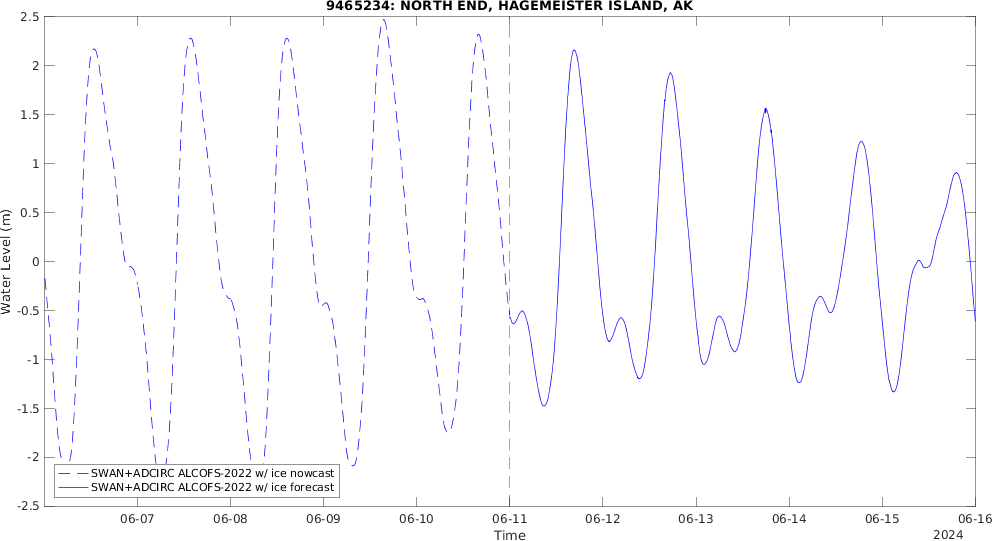 9465234: NORTH END, HAGEMEISTER ISLAND, AK
2.5
2
1.5
1
0.5
0
-0.5
-1
-1.5
-2
-2.5
Water Level (m)
SWAN+ADCIRC ALCOFS-2022 w/ ice nowcast
SWAN+ADCIRC ALCOFS-2022 w/ ice forecast
06-07 06-08 06-09 06-10 06-11 06-12 06-13 06-14 06-15 06-16
Time
2024